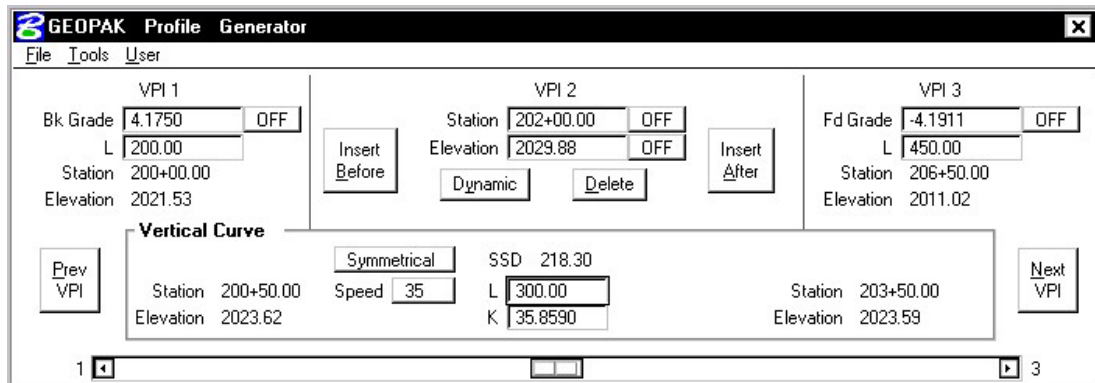 GEOPAK Profile Generator
File Tools User
VPI 1
Bk Grade 4.1750 OFF
L 200.00
Station 200+00.00
Elevation 2021.53
Insert Before
VPI 2
Station 202+00.00 OFF
Elevation 2029.88 OFF
Dynamic Delete
Insert After
VPI 3
Fd Grade -4.1911 OFF
L 450.00
Station 206+50.00
Elevation 2011.02
Prev VPI
Vertical Curve
Symmetrical SSD 218.30
Station 200+50.00 Speed 35 L 300.00 Station 203+50.00
Elevation 2023.62 K 35.8590 Elevation 2023.59
Next VPI
1 3